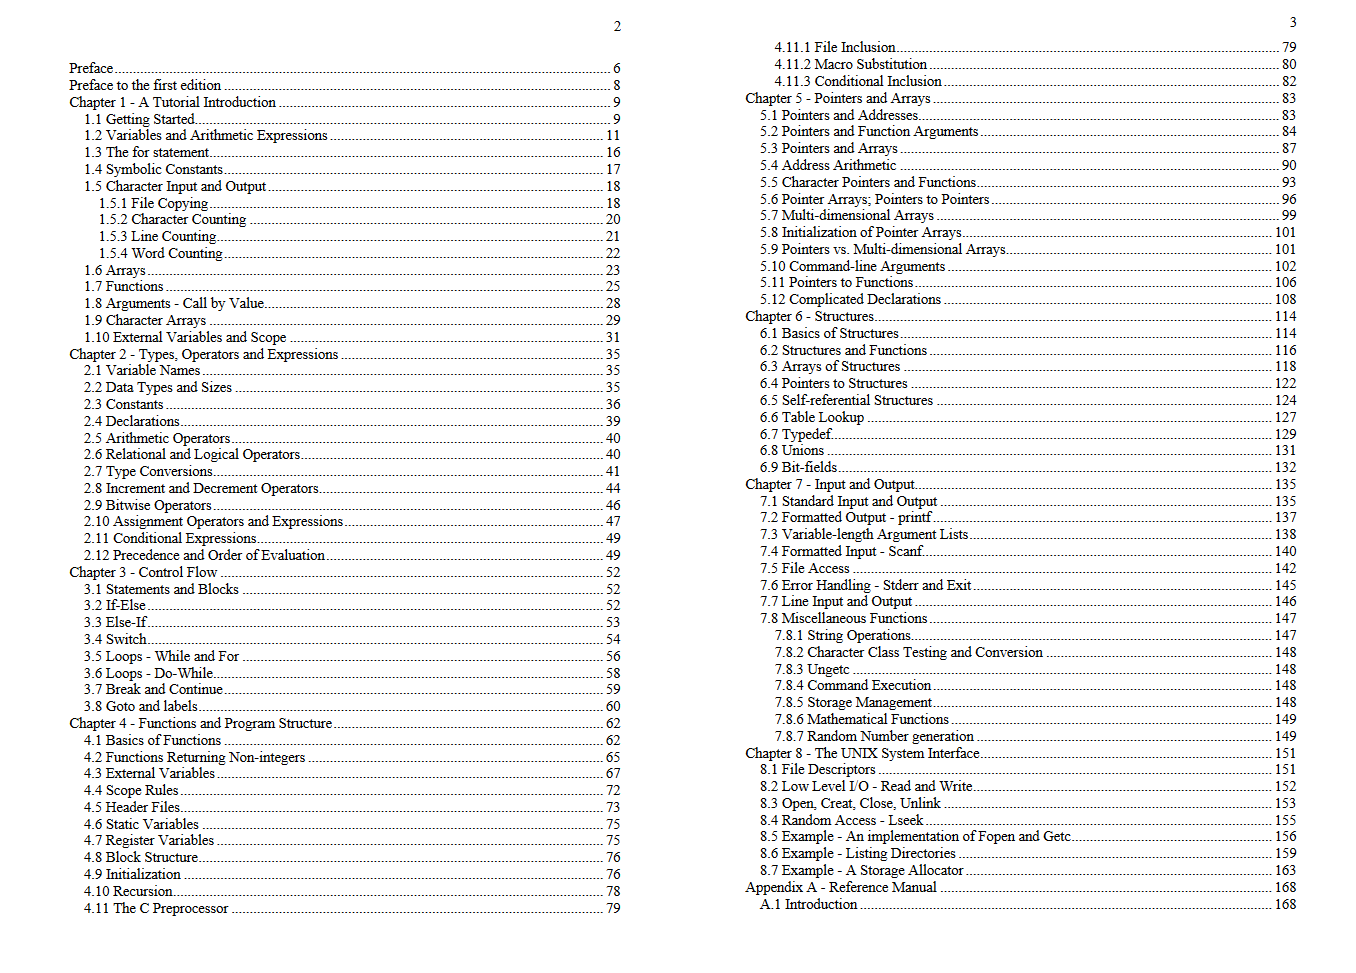 2
Preface 6
Preface to the first edition 8
Chapter 1 - A Tutorial Introduction 9
1.1 Getting Started 9
1.2 Variables and Arithmetic Expressions 11
1.3 The for statement 16
1.4 Symbolic Constants 17
1.5 Character Input and Output 18
1.5.1 File Copying 18
1.5.2 Character Counting 20
1.5.3 Line Counting 21
1.5.4 Word Counting 22
1.6 Arrays 23
1.7 Functions 25
1.8 Arguments - Call by Value 28
1.9 Character Arrays 29
1.10 External Variables and Scope 31
Chapter 2 - Types, Operators and Expressions 35
2.1 Variable Names 35
2.2 Data Types and Sizes 35
2.3 Constants 36
2.4 Declarations 39
2.5 Arithmetic Operators 40
2.6 Relational and Logical Operators 40
2.7 Type Conversions 41
2.8 Increment and Decrement Operators 44
2.9 Bitwise Operators 46
2.10 Assignment Operators and Expressions 47
2.11 Conditional Expressions 49
2.12 Precedence and Order of Evaluation 49
Chapter 3 - Control Flow 52
3.1 Statements and Blocks 52
3.2 If-Else 52
3.3 Else-If 53
3.4 Switch 54
3.5 Loops - While and For 56
3.6 Loops - Do-While 58
3.7 Break and Continue 59
3.8 Goto and labels 60
Chapter 4 - Functions and Program Structure 62
4.1 Basics of Functions 62
4.2 Functions Returning Non-integers 65
4.3 External Variables 67
4.4 Scope Rules 72
4.5 Header Files 73
4.6 Static Variables 75
4.7 Register Variables 75
4.8 Block Structure 76
4.9 Initialization 76
4.10 Recursion 78
4.11 The C Preprocessor 79
3
4.11.1 File Inclusion 79
4.11.2 Macro Substitution 80
4.11.3 Conditional Inclusion 82
Chapter 5 - Pointers and Arrays 83
5.1 Pointers and Addresses 83
5.2 Pointers and Function Arguments 84
5.3 Pointers and Arrays 87
5.4 Address Arithmetic 90
5.5 Character Pointers and Functions 93
5.6 Pointer Arrays; Pointers to Pointers 96
5.7 Multi-dimensional Arrays 99
5.8 Initialization of Pointer Arrays 101
5.9 Pointers vs. Multi-dimensional Arrays 101
5.10 Command-line Arguments 102
5.11 Pointers to Functions 106
5.12 Complicated Declarations 108
Chapter 6 - Structures 114
6.1 Basics of Structures 114
6.2 Structures and Functions 116
6.3 Arrays of Structures 118
6.4 Pointers to Structures 122
6.5 Self-referential Structures 124
6.6 Table Lookup 127
6.7 Typedef 129
6.8 Unions 131
6.9 Bit-fields 132
Chapter 7 - Input and Output 135
7.1 Standard Input and Output 135
7.2 Formatted Output - printf 137
7.3 Variable-length Argument Lists 138
7.4 Formatted Input - Scanf 140
7.5 File Access 142
7.6 Error Handling - Stderr and Exit 145
7.7 Line Input and Output 146
7.8 Miscellaneous Functions 147
7.8.1 String Operations 147
7.8.2 Character Class Testing and Conversion 148
7.8.3 Ungetc 148
7.8.4 Command Execution 148
7.8.5 Storage Management 148
7.8.6 Mathematical Functions 149
7.8.7 Random Number generation 149
Chapter 8 - The UNIX System Interface 151
8.1 File Descriptors 151
8.2 Low Level I/O - Read and Write 152
8.3 Open, Creat, Close, Unlink 153
8.4 Random Access - Lseek 155
8.5 Example - An implementation of Fopen and Getc 156
8.6 Example - Listing Directories 159
8.7 Example - A Storage Allocator 163
Appendix A - Reference Manual 168
A.1 Introduction 168